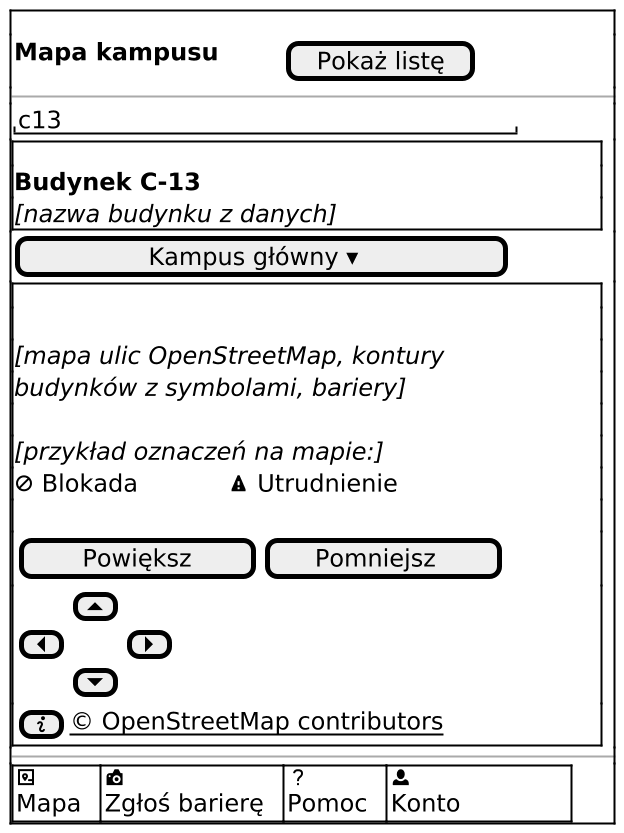 Mapa kampusu
Pokaż listę
c13
Budynek C-13
[nazwa budynku z danych]
Kampus główny ▾
[mapa ulic OpenStreetMap, kontury
budynków z symbolami, bariery]
[przykład oznaczeń na mapie:]
Blokada
Utrudnienie
Powiększ
Pomniejsz
i © OpenStreetMap contributors
?
Mapa
Zgłoś barierę
Pomoc
Konto